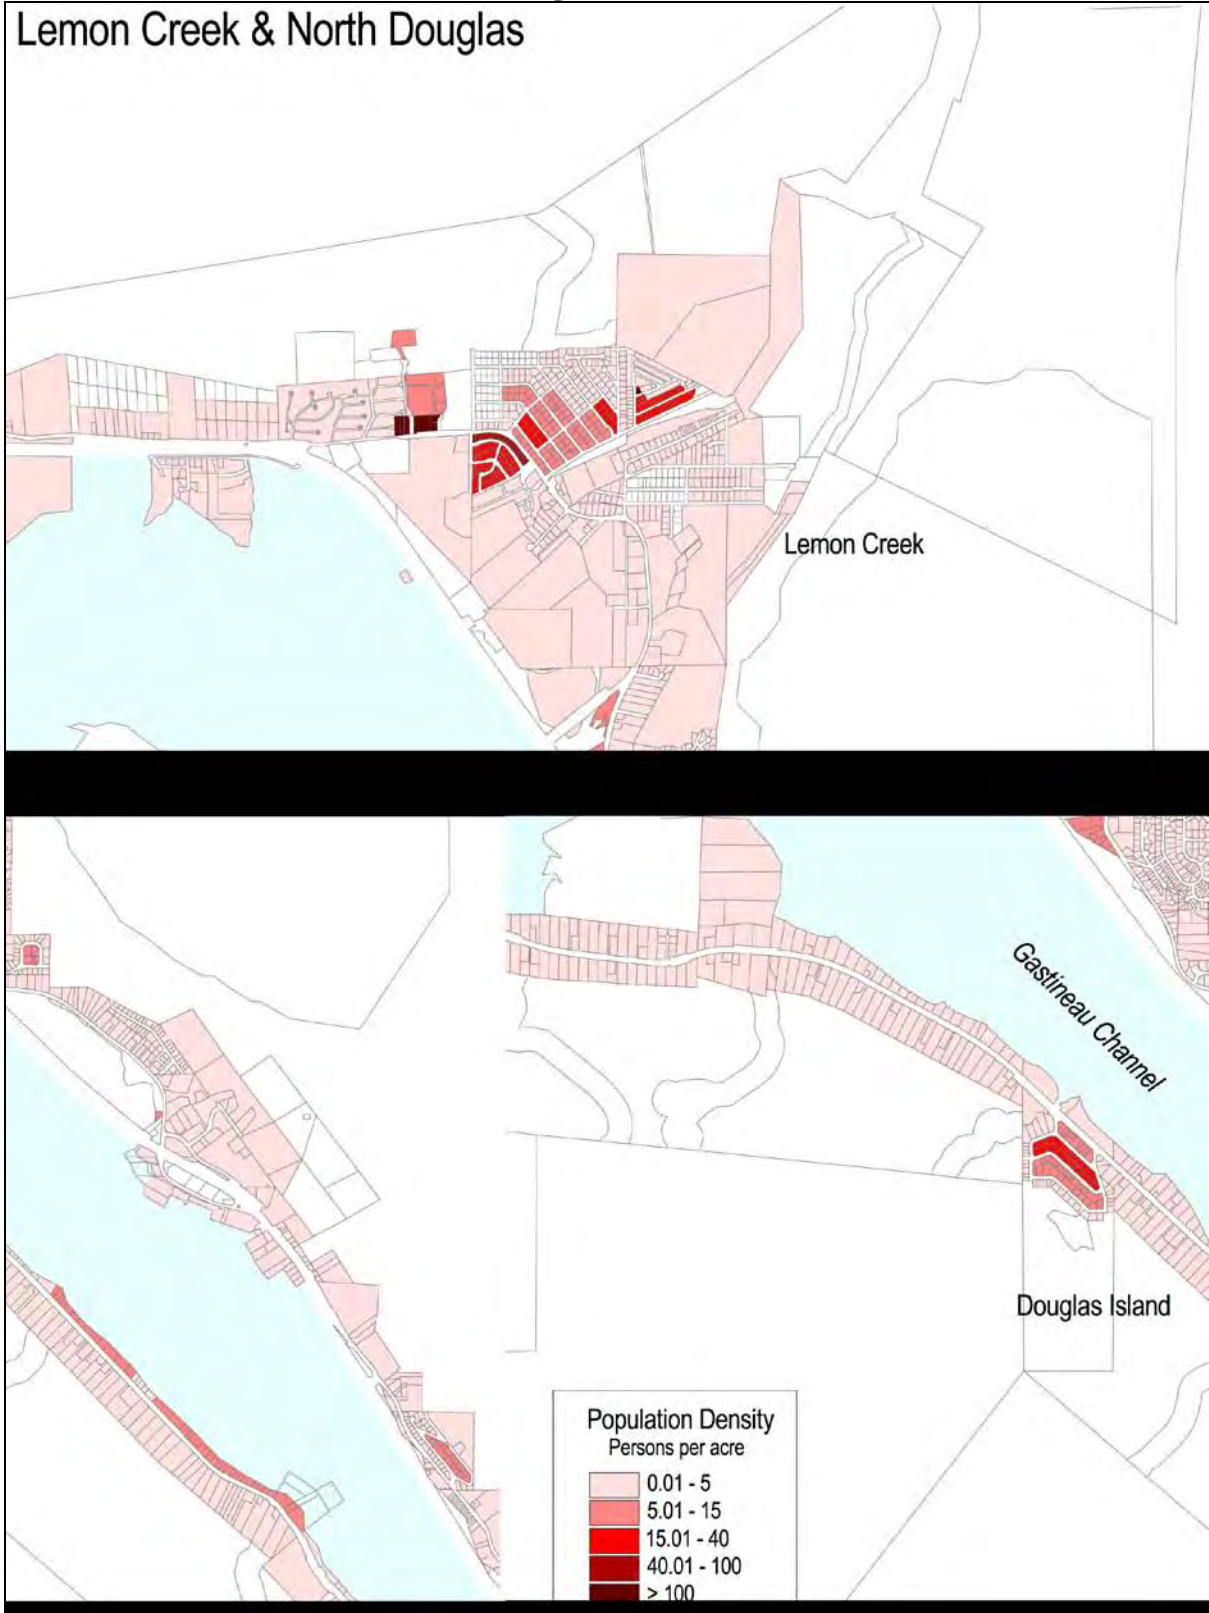 Lemon Creek & North Douglas
Lemon Creek
Gastineau Channel
Douglas Island
Population Density
Persons per acre
0.01 - 5
5.01 - 15
15.01 - 40
40.01 - 100
> 100